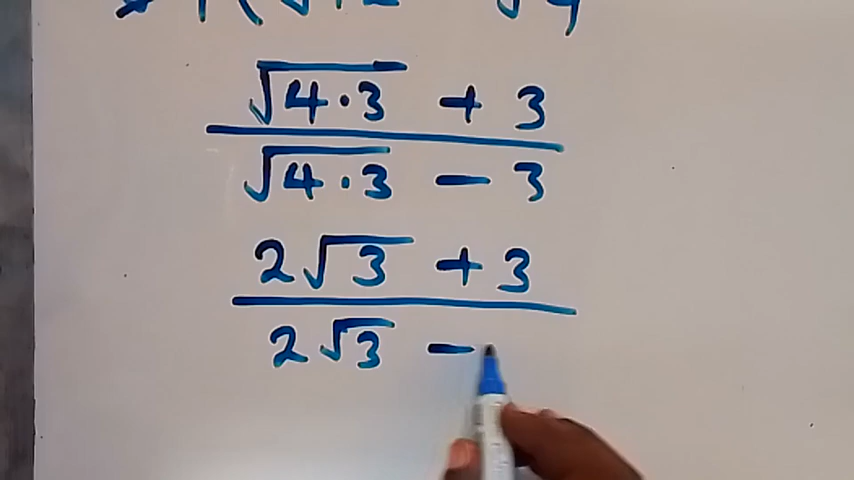 √4·3 + 3
√4·3 - 3
2√3 + 3
2√3 -